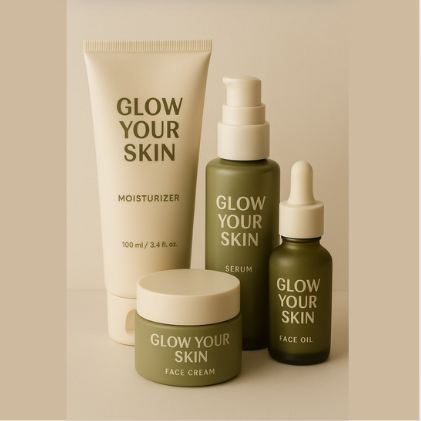 GLOW
YOUR
SKIN
MOISTURIZER
100 ml / 3.4 fl. oz.
GLOW
YOUR
SKIN
SERUM
GLOW
YOUR
SKIN
FACE OIL
GLOW YOUR
SKIN
FACE CREAM